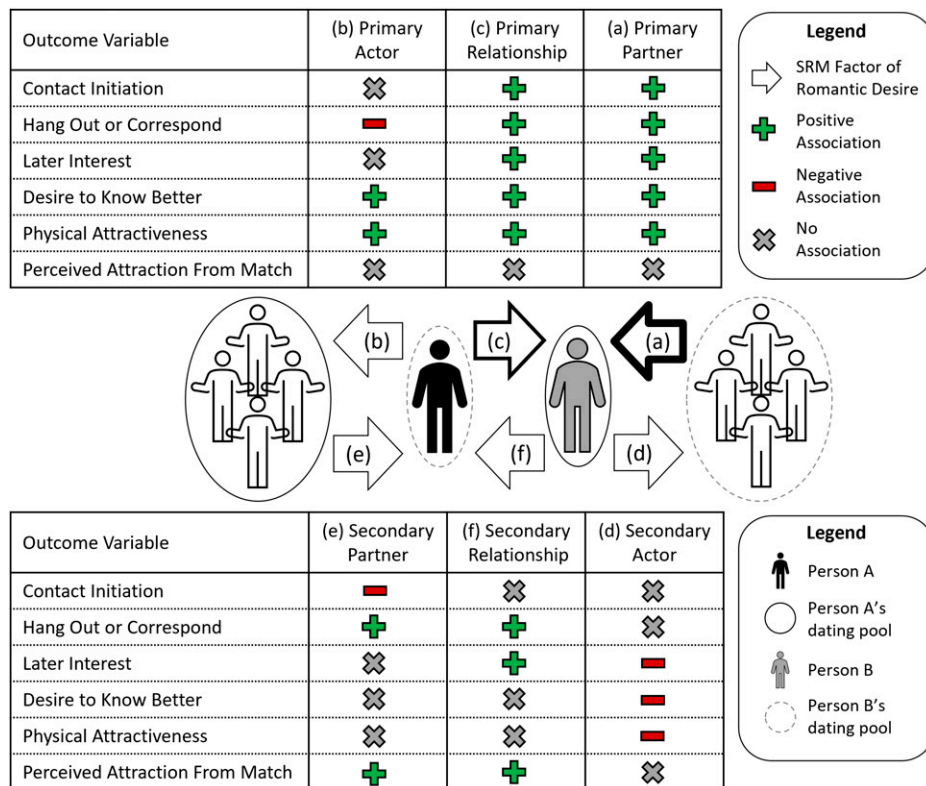 Outcome Variable
(b) Primary Actor
(c) Primary Relationship
(a) Primary Partner
Contact Initiation
Hang Out or Correspond
Later Interest
Desire to Know Better
Physical Attractiveness
Perceived Attraction From Match
Legend
SRM Factor of
Romantic Desire
Positive
Association
Negative
Association
No
Association
(b)
(c)
(a)
(e)
(f)
(d)
Outcome Variable
(e) Secondary Partner
(f) Secondary Relationship
(d) Secondary Actor
Contact Initiation
Hang Out or Correspond
Later Interest
Desire to Know Better
Physical Attractiveness
Perceived Attraction From Match
Legend
Person A
Person A's
dating pool
Person B
Person B's
dating pool